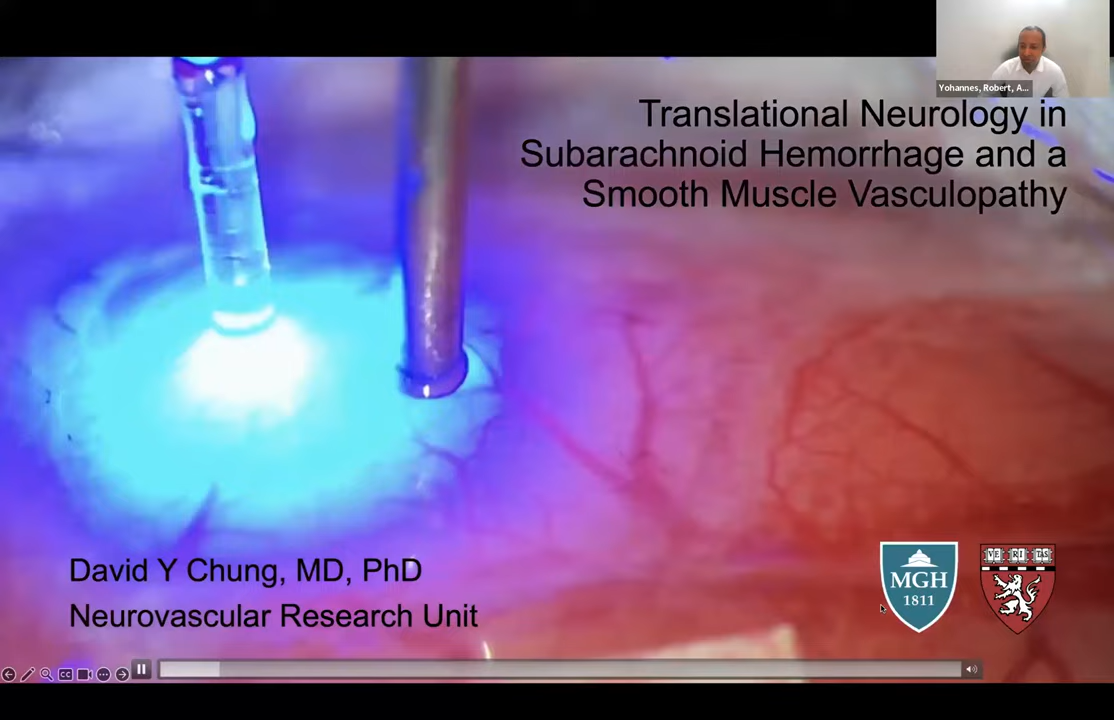 Yohannes, Robert, A...
Translational Neurology in
Subarachnoid Hemorrhage and a
Smooth Muscle Vasculopathy
David Y Chung, MD, PhD
Neurovascular Research Unit
MGH
1811
VE RI TAS
CC